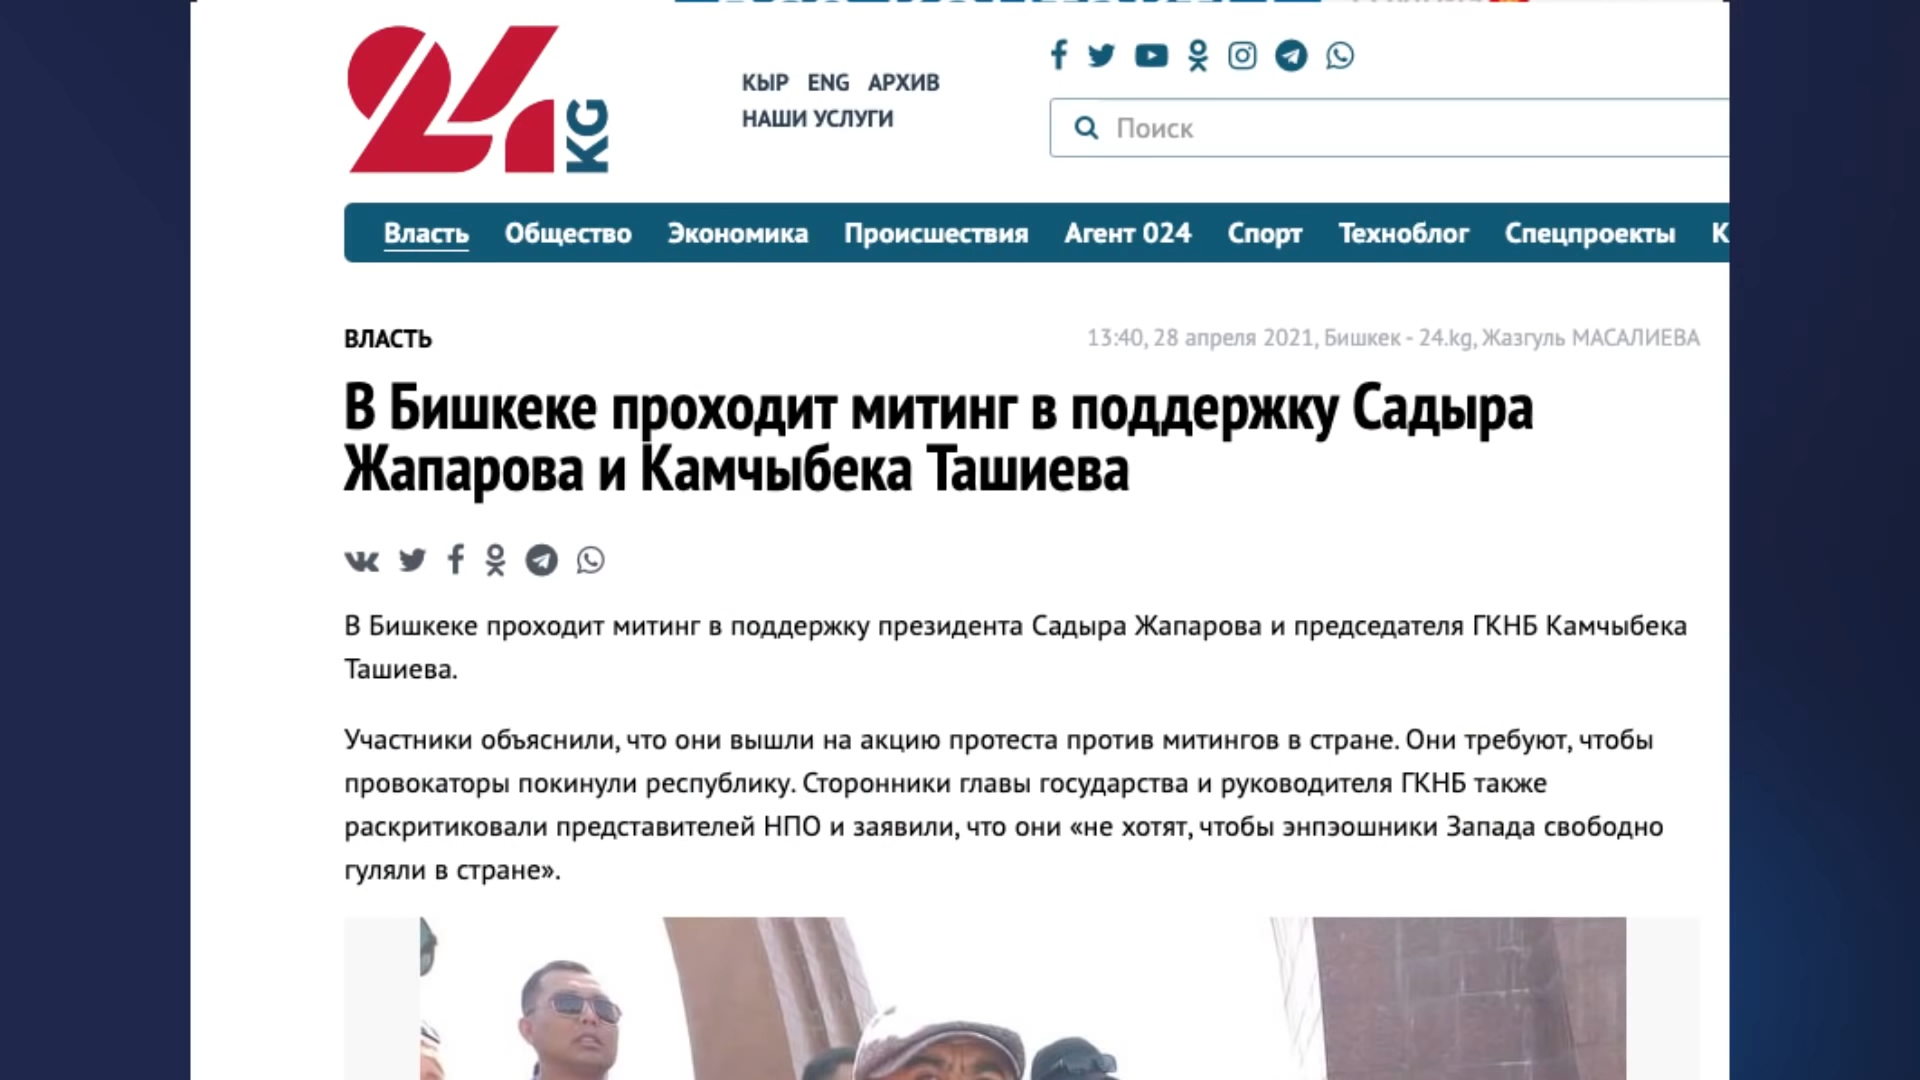 24
KG
КЫР ENG АРХИВ
НАШИ УСЛУГИ
Поиск
Власть Общество Экономика Происшествия Агент 024 Спорт Техноблог Спецпроекты К
ВЛАСТЬ
13:40, 28 апреля 2021, Бишкек - 24.kg, Жазгуль МАСАЛИЕВА
В Бишкеке проходит митинг в поддержку Садыра
Жапарова и Камчыбека Ташиева
В Бишкеке проходит митинг в поддержку президента Садыра Жапарова и председателя ГКНБ Камчыбека
Ташиева.
Участники объяснили, что они вышли на акцию протеста против митингов в стране. Они требуют, чтобы
провокаторы покинули республику. Сторонники главы государства и руководителя ГКНБ также
раскритиковали представителей НПО и заявили, что они «не хотят, чтобы энпэошники Запада свободно
гуляли в стране».